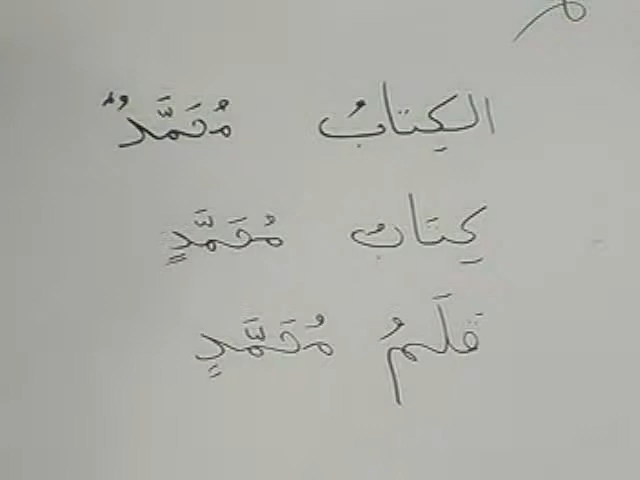 الكِتَابُ مُحَمَّدٌ
كِتَابُ مُحَمَّدٍ
قَلَمُ مُحَمَّدٍ